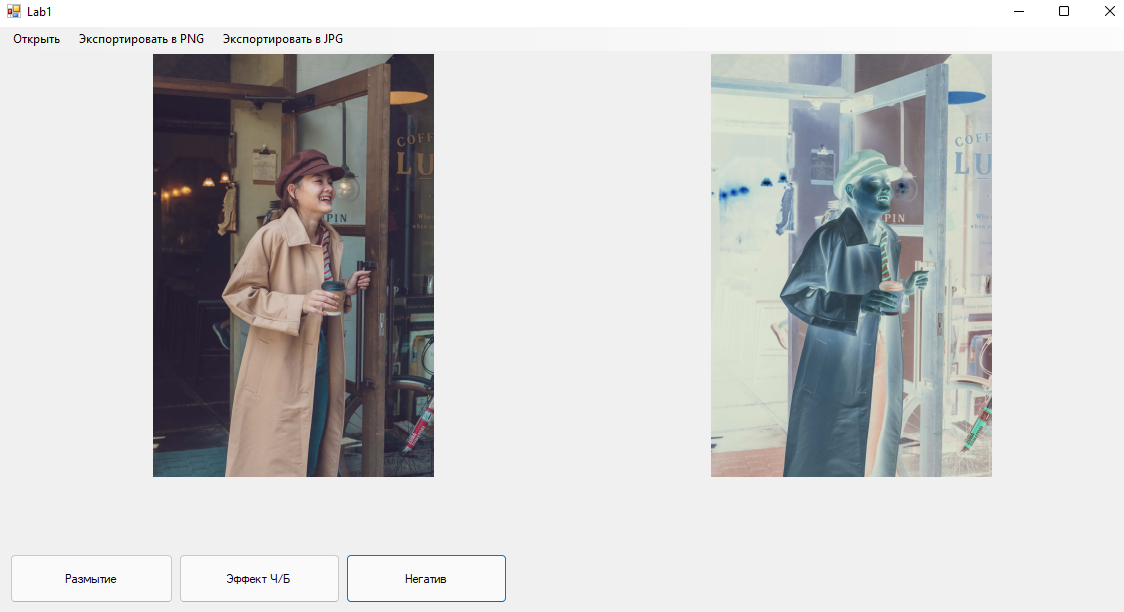 Lab1
Открыть Экспортировать в PNG Экспортировать в JPG
COFF
LU
PIN
COFF
LU
PIN
Размытие Эффект Ч/Б Негатив